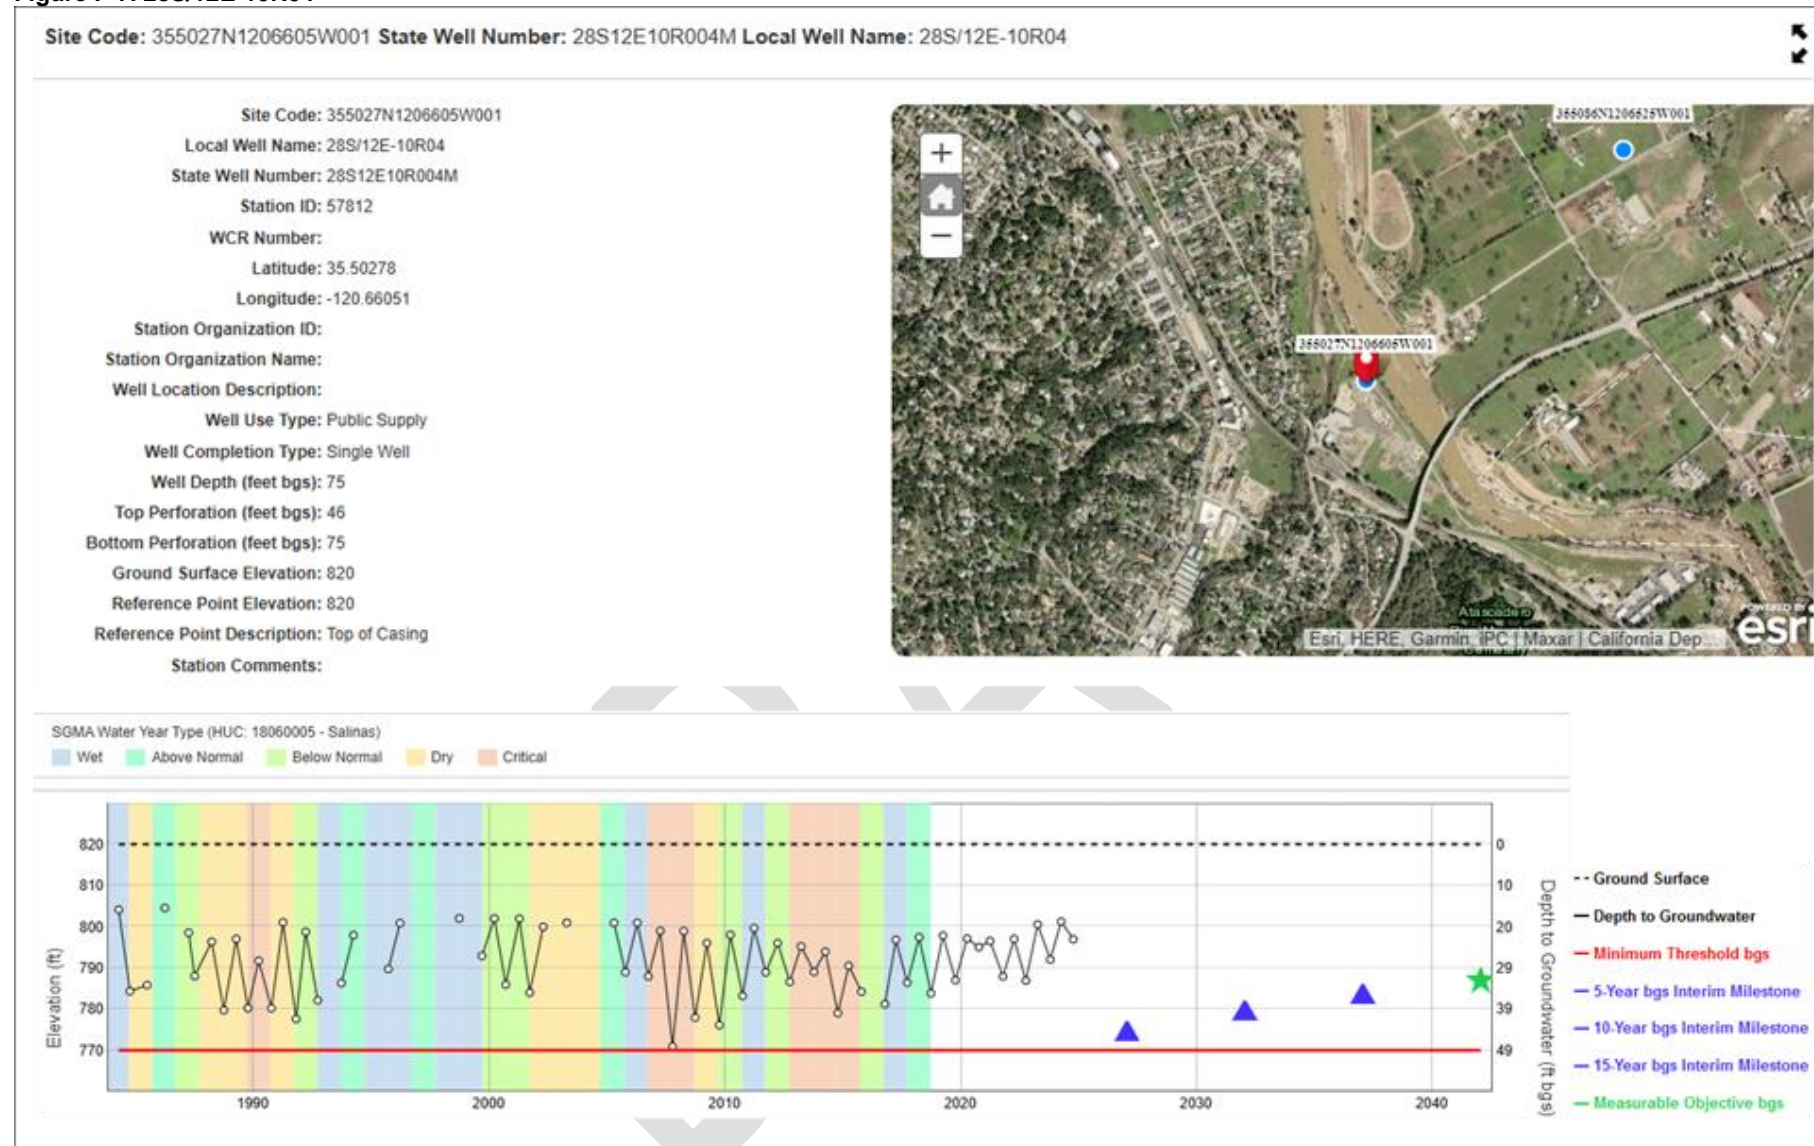 Site Code: 355027N1206605W001 State Well Number: 28S12E10R004M Local Well Name: 28S/12E-10R04
Site Code: 355027N1206605W001
Local Well Name: 28S/12E-10R04
State Well Number: 28S12E10R004M
Station ID: 57812
WCR Number:
Latitude: 35.50278
Longitude: -120.66051
Station Organization ID:
Station Organization Name:
Well Location Description:
Well Use Type: Public Supply
Well Completion Type: Single Well
Well Depth (feet bgs): 75
Top Perforation (feet bgs): 46
Bottom Perforation (feet bgs): 75
Ground Surface Elevation: 820
Reference Point Elevation: 820
Reference Point Description: Top of Casing
Station Comments:
355086N1206525W001
355027N1206605W001
Atascadero
POWERED BY
esri
Esri, HERE, Garmin, iPC | Maxar | California Dep...
SGMA Water Year Type (HUC: 18060005 - Salinas)
Wet Above Normal Below Normal Dry Critical
Elevation (ft)
820
810
800
790
780
770
1990 2000 2010 2020 2030 2040
0
10
20
29
39
49
Depth to Groundwater (ft bgs)
Ground Surface
Depth to Groundwater
Minimum Threshold bgs
5-Year bgs Interim Milestone
10-Year bgs Interim Milestone
15-Year bgs Interim Milestone
Measurable Objective bgs